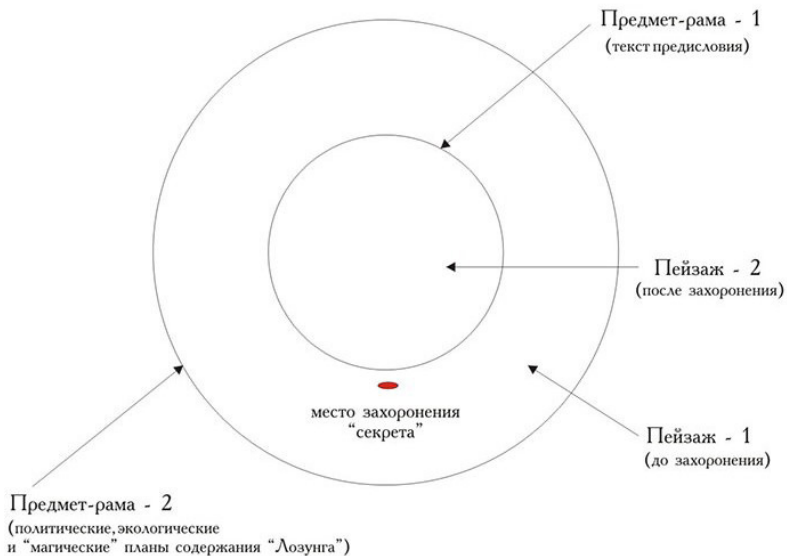 Предмет-рама - 1
(текст предисловия)
Пейзаж - 2
(после захоронения)
место захоронения
“секрета”
Пейзаж - 1
(до захоронения)
Предмет-рама - 2
(политические, экологические
и “магические” планы содержания “Лозунга”)